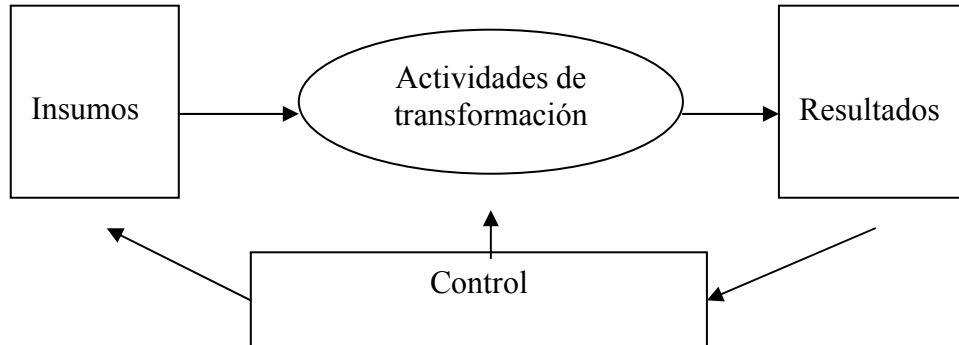 Insumos
Actividades de
transformación
Resultados
Control